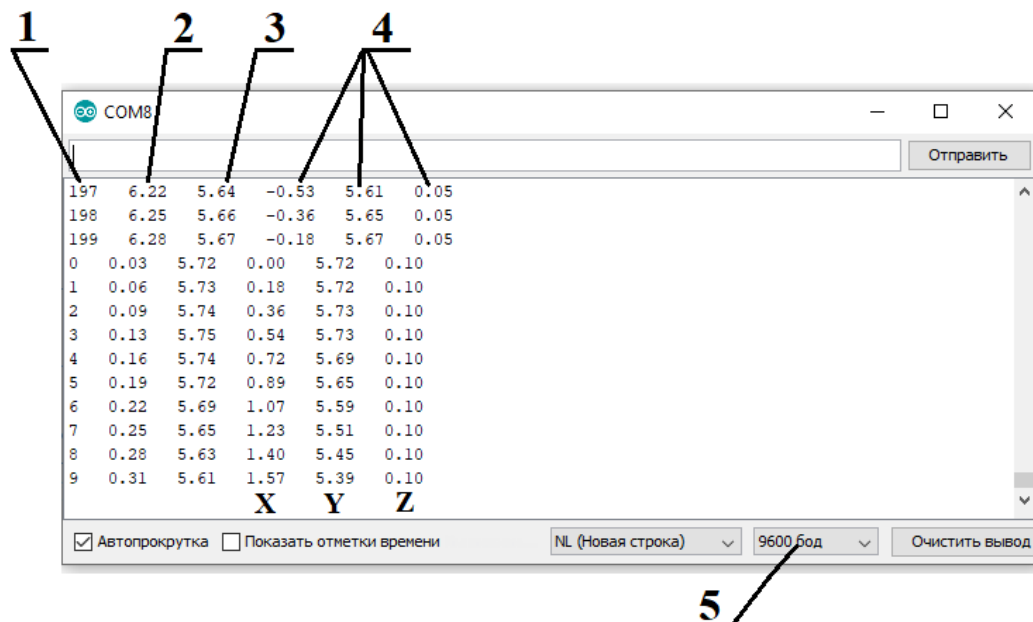 1 2 3 4
COM8
Отправить
197 6.22 5.64 -0.53 5.61 0.05
198 6.25 5.66 -0.36 5.65 0.05
199 6.28 5.67 -0.18 5.67 0.05
0 0.03 5.72 0.00 5.72 0.10
1 0.06 5.73 0.18 5.72 0.10
2 0.09 5.74 0.36 5.73 0.10
3 0.13 5.75 0.54 5.73 0.10
4 0.16 5.74 0.72 5.69 0.10
5 0.19 5.72 0.89 5.65 0.10
6 0.22 5.69 1.07 5.59 0.10
7 0.25 5.65 1.23 5.51 0.10
8 0.28 5.63 1.40 5.45 0.10
9 0.31 5.61 1.57 5.39 0.10
X Y Z
Автопрокрутка Показать отметки времени NL (Новая строка) 9600 бод Очистить вывод
5